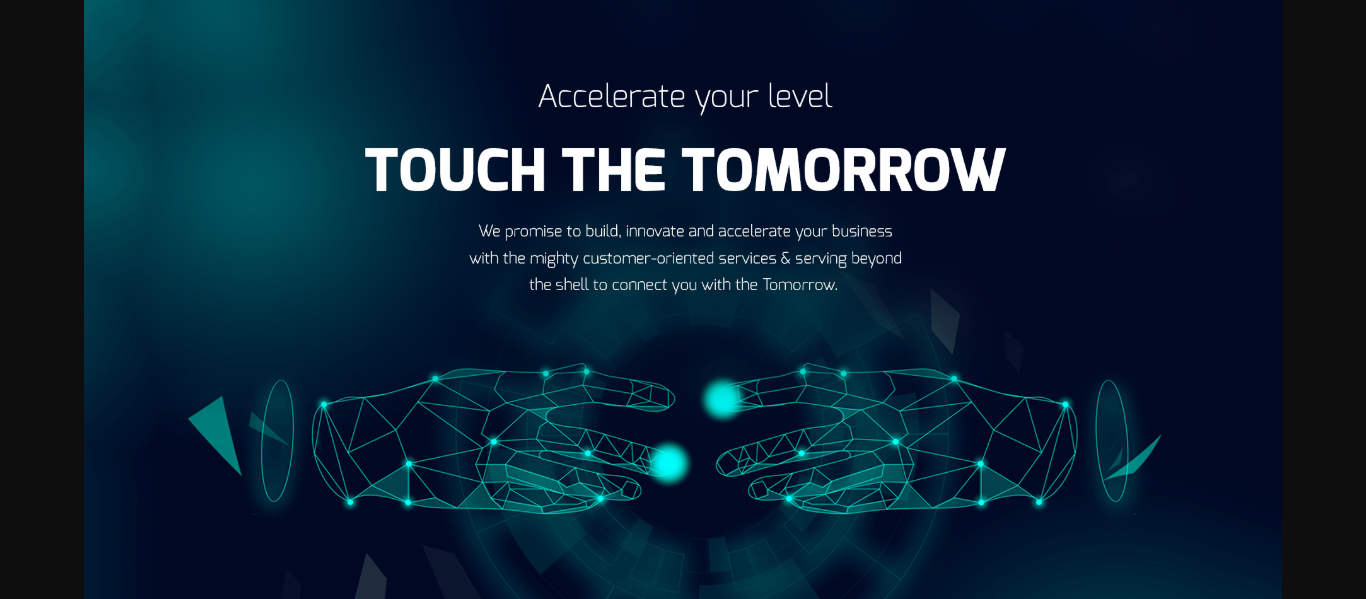 Accelerate your level
TOUCH THE TOMORROW
We promise to build, innovate and accelerate your business
with the mighty customer-oriented services & serving beyond
the shell to connect you with the Tomorrow.